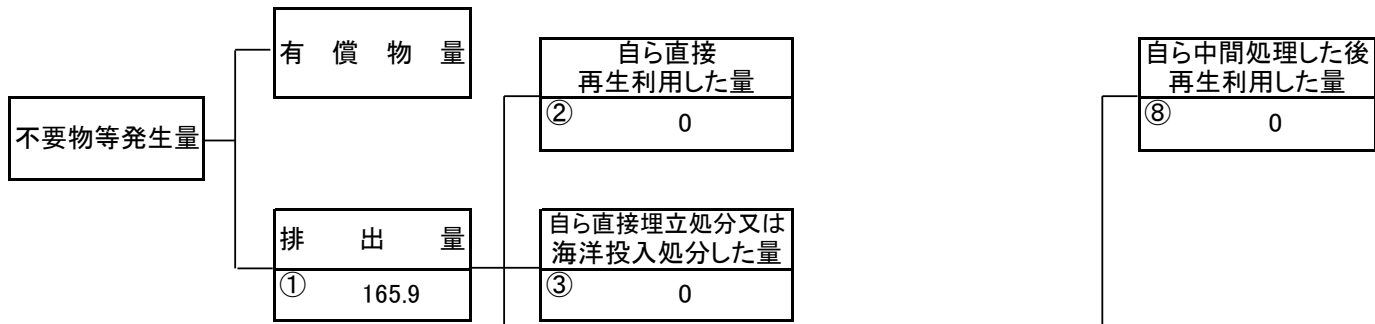 有償物量
自ら直接
再生利用した量
②
0
自ら中間処理した後
再生利用した量
⑧
0
不要物等発生量
排出量
①
165.9
自ら直接埋立処分又は
海洋投入処分した量
③
0